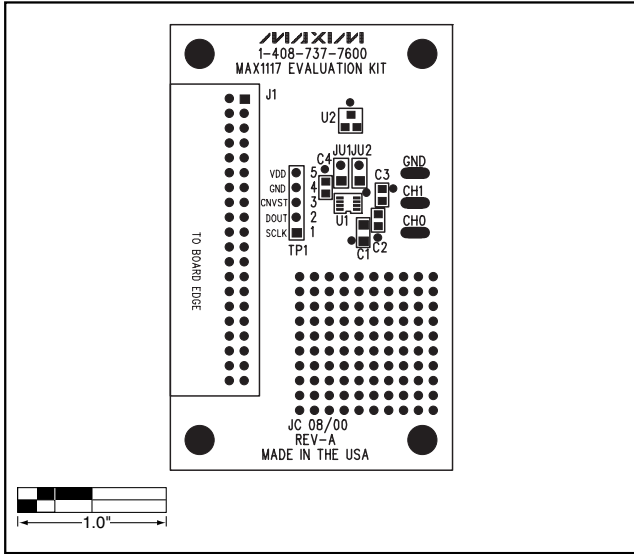 MAXIM
1-408-737-7600
MAX1117 EVALUATION KIT
J1
U2
JU1 JU2
C4
GND
VDD 5
GND 4
CNVST 3
DOUT 2
SCLK 1
TP1
C3
CH1
U1
CH0
C2
C1
TO BOARD EDGE
JC 08/00
REV-A
MADE IN THE USA
1.0"